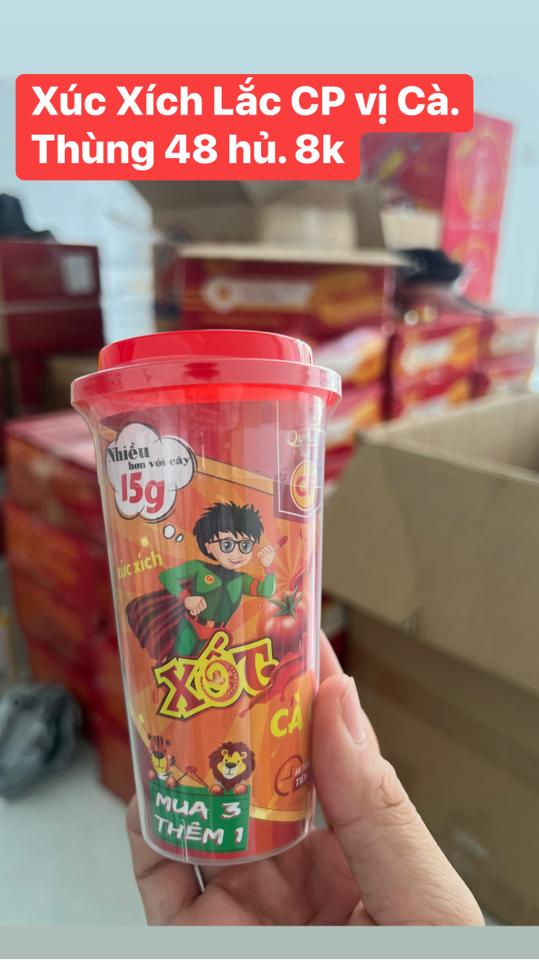 Xúc Xích Lắc CP vị Cà.
Thùng 48 hủ. 8k
Nhiều
hơn với cây
15g
xúc xích
XỐT
CÀ
MUA 3
THÊM 1